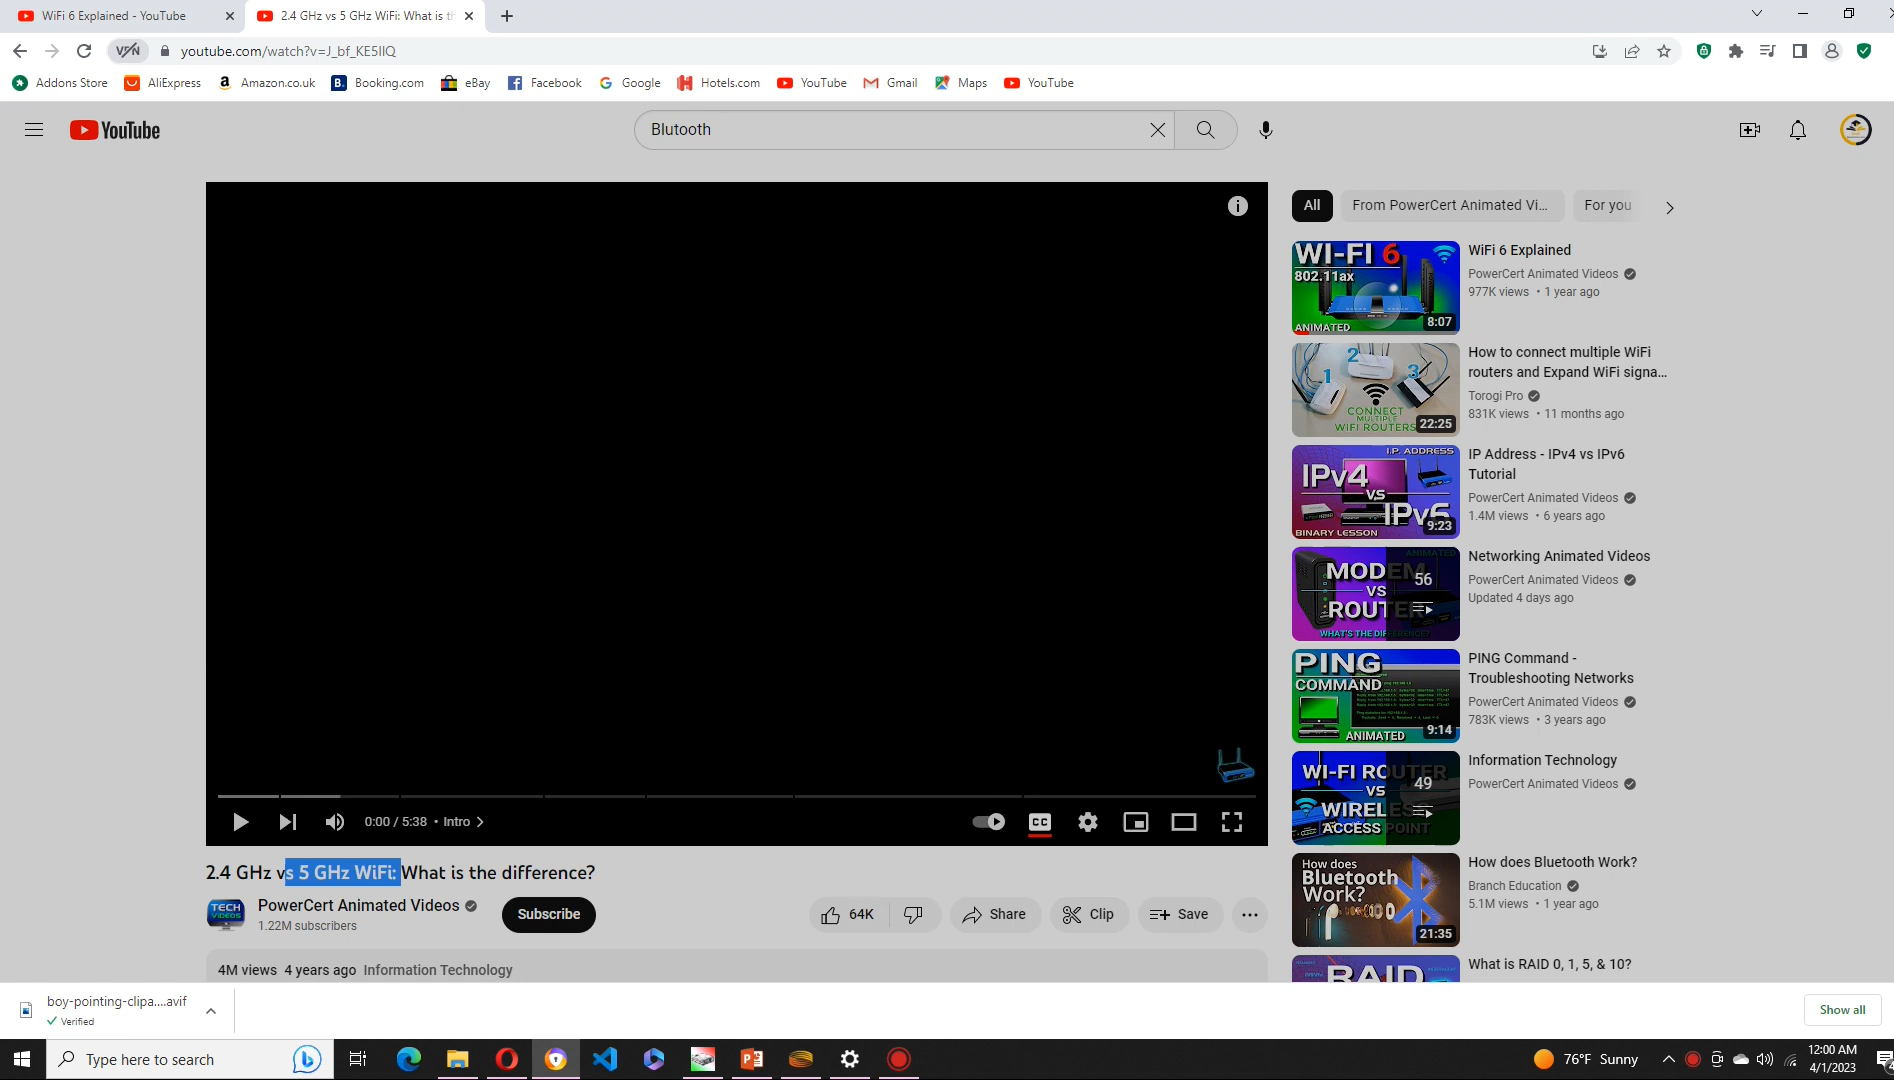 WiFi 6 Explained - YouTube
2.4 GHz vs 5 GHz WiFi: What is th
VPN
youtube.com/watch?v=J_bf_KE5IIQ
Addons Store
AliExpress
Amazon.co.uk
Booking.com
eBay
Facebook
Google
Hotels.com
YouTube
Gmail
Maps
YouTube
YouTube
Blutooth
All
From PowerCert Animated Vi...
For you
WI-FI 6
802.11ax
ANIMATED
8:07
WiFi 6 Explained
PowerCert Animated Videos
977K views • 1 year ago
1
2
3
CONNECT
MULTIPLE
WIFI ROUTERS
22:25
How to connect multiple WiFi
routers and Expand WiFi signa...
Torogi Pro
831K views • 11 months ago
I.P. ADDRESS
IPv4
VS
IPv6
BINARY LESSON
9:23
IP Address - IPv4 vs IPv6
Tutorial
PowerCert Animated Videos
1.4M views • 6 years ago
ANIMATED
MODEM
VS
ROUTER
WHAT'S THE DIFFERENCE?
56
Networking Animated Videos
PowerCert Animated Videos
Updated 4 days ago
PING
COMMAND
ANIMATED
9:14
PING Command -
Troubleshooting Networks
PowerCert Animated Videos
783K views • 3 years ago
WI-FI ROUTER
VS
WIRELESS
ACCESS POINT
49
Information Technology
PowerCert Animated Videos
How does
Bluetooth
Work?
21:35
How does Bluetooth Work?
Branch Education
5.1M views • 1 year ago
RAID
What is RAID 0, 1, 5, & 10?
0:00 / 5:38 • Intro
CC
2.4 GHz vs 5 GHz WiFi: What is the difference?
TECH
VIDEOS
PowerCert Animated Videos
1.22M subscribers
Subscribe
64K
Share
Clip
Save
4M views 4 years ago Information Technology
boy-pointing-clipa....avif
Verified
Show all
Type here to search
76°F Sunny
12:00 AM
4/1/2023